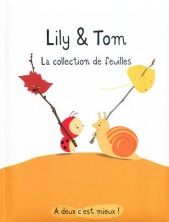 Lily & Tom
La collection de feuilles
A deux c'est mieux !